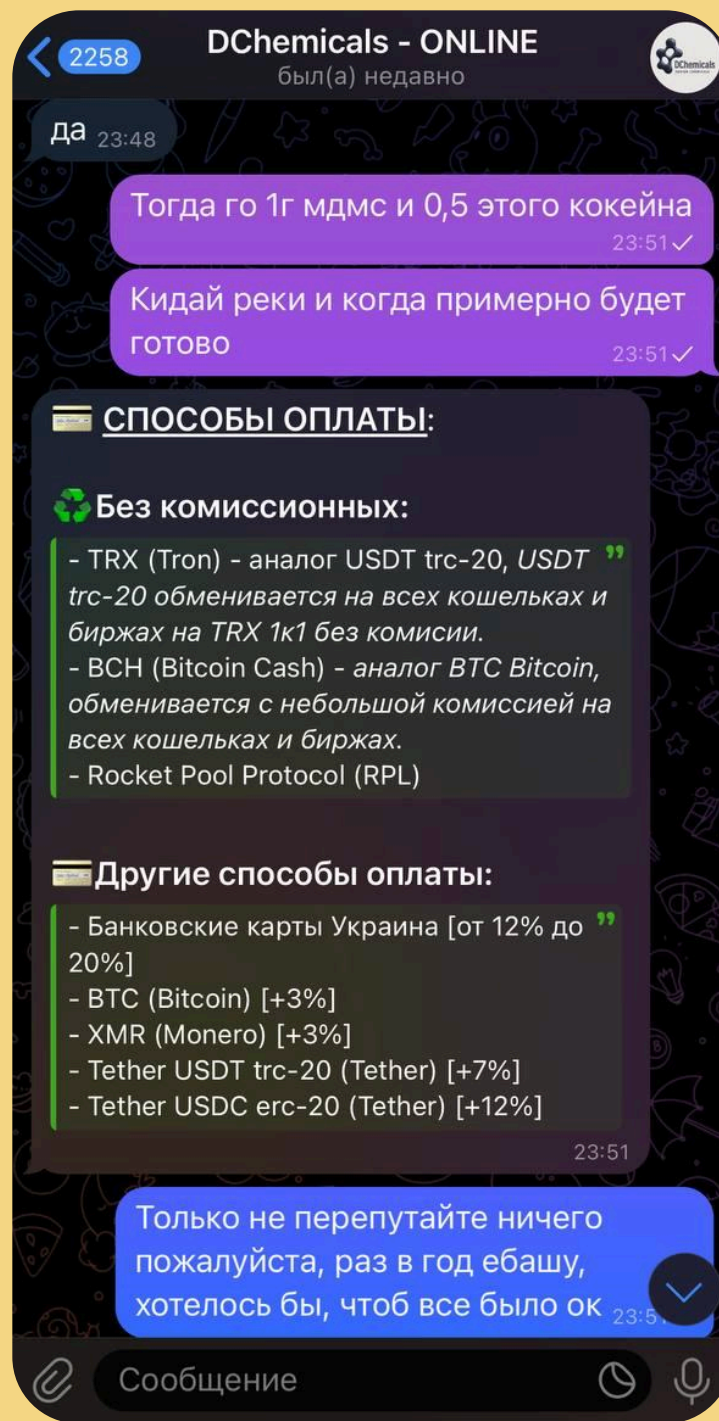 2258
DChemicals - ONLINE
был(а) недавно
DChemicals
да 23:48
Тогда го 1г мдмс и 0,5 этого кокейна
23:51
Кидай реки и когда примерно будет
готово
23:51
СПОСОБЫ ОПЛАТЫ:
Без комиссионных:
- TRX (Tron) - аналог USDT trc-20, USDT
trc-20 обменивается на всех кошельках и
биржах на TRX 1к1 без комисии.
- BCH (Bitcoin Cash) - аналог BTC Bitcoin,
обменивается с небольшой комиссией на
всех кошельках и биржах.
- Rocket Pool Protocol (RPL)
Другие способы оплаты:
- Банковские карты Украина [от 12% до
20%]
- BTC (Bitcoin) [+3%]
- XMR (Monero) [+3%]
- Tether USDT trc-20 (Tether) [+7%]
- Tether USDC erc-20 (Tether) [+12%]
23:51
Только не перепутайте ничего
пожалуйста, раз в год ебашу,
хотелось бы, чтоб все было ок
Сообщение